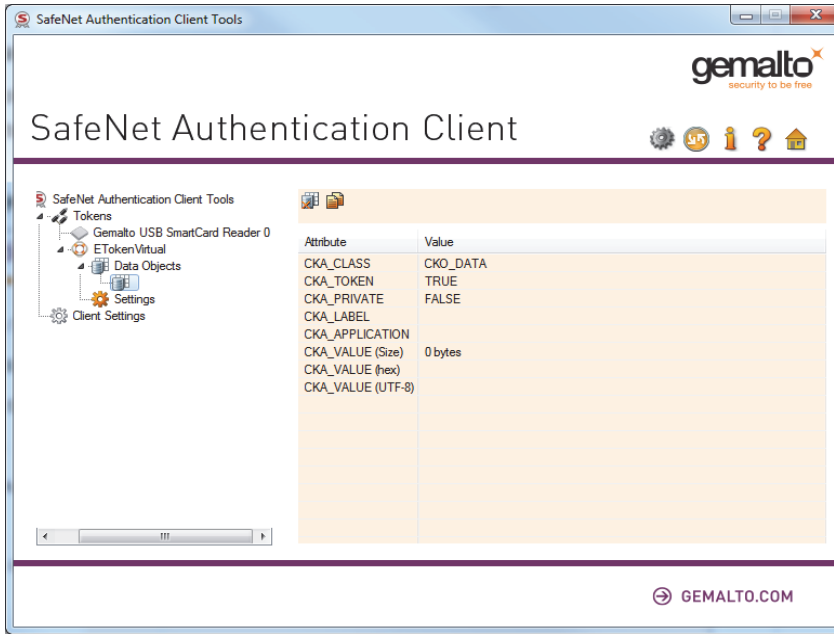 SafeNet Authentication Client Tools
gemalto
security to be free
SafeNet Authentication Client
SafeNet Authentication Client Tools
Tokens
Gemalto USB SmartCard Reader 0
ETokenVirtual
Data Objects
Settings
Client Settings
Attribute Value
CKA_CLASS CKO_DATA
CKA_TOKEN TRUE
CKA_PRIVATE FALSE
CKA_LABEL
CKA_APPLICATION
CKA_VALUE (Size) 0 bytes
CKA_VALUE (hex)
CKA_VALUE (UTF-8)
GEMALTO.COM